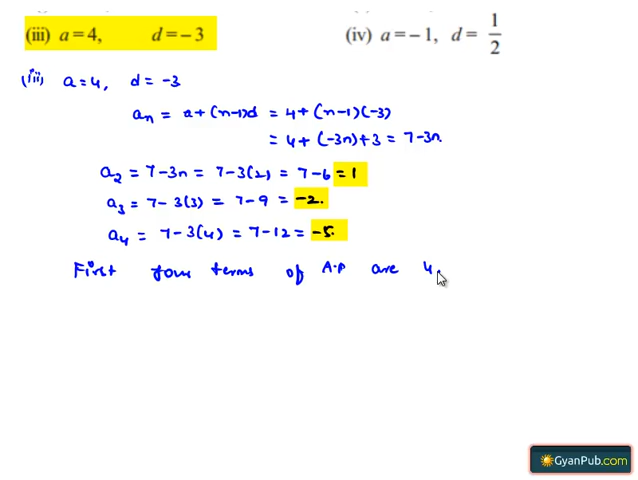 (iii) a = 4, d = – 3 (iv) a = – 1, d = 1/2
(iii) a = 4, d = -3
an = a + (n-1)d = 4 + (n-1)(-3)
= 4 + (-3n) + 3 = 7-3n.
a2 = 7-3n = 7-3(2) = 7-6 = 1
a3 = 7-3(3) = 7-9 = -2.
a4 = 7-3(4) = 7-12 = -5.
First four terms of A.P are 4,
GyanPub.com